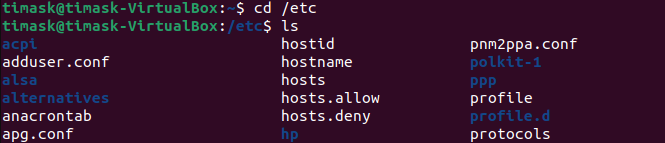 timask@timask-VirtualBox:~$ cd /etc
timask@timask-VirtualBox:/etc$ ls
acpi hostid pnm2ppa.conf
adduser.conf hostname polkit-1
alsa hosts ppp
alternatives hosts.allow profile
anacrontab hosts.deny profile.d
apg.conf hp protocols